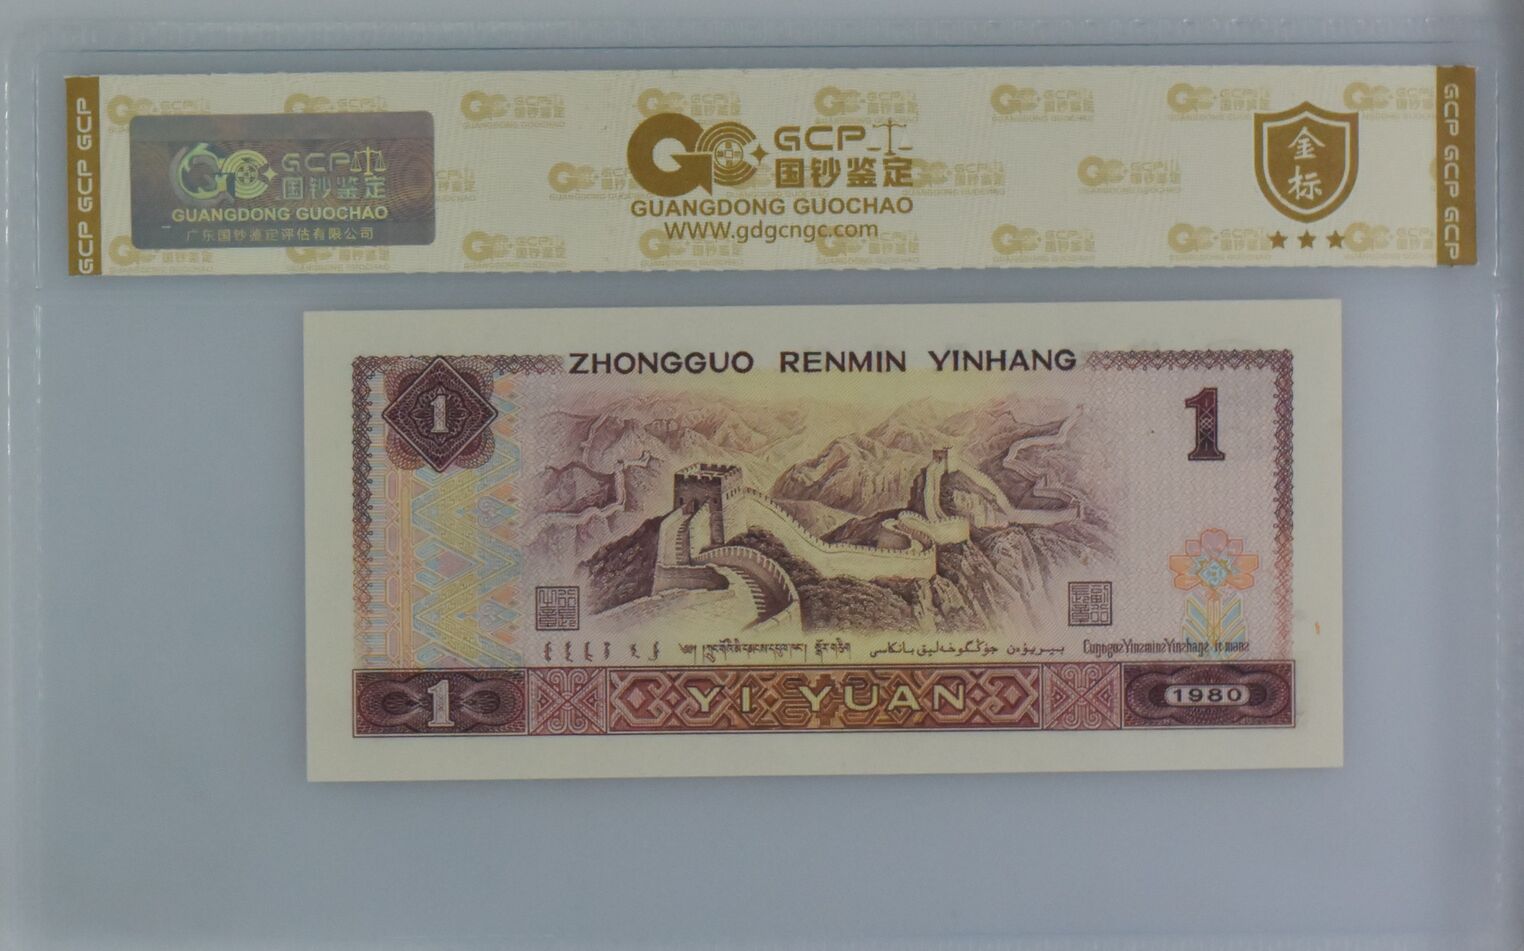 GCP GCP GCP
GCP
国钞鉴定
GUANGDONG GUOCHAO
广东国钞鉴定评估有限公司
GCP
国钞鉴定
GUANGDONG GUOCHAO
WWW.gdgcngc.com
金标
GCP GCP GCP
ZHONGGUO RENMIN YINHANG
1
1
1
YI YUAN
1980